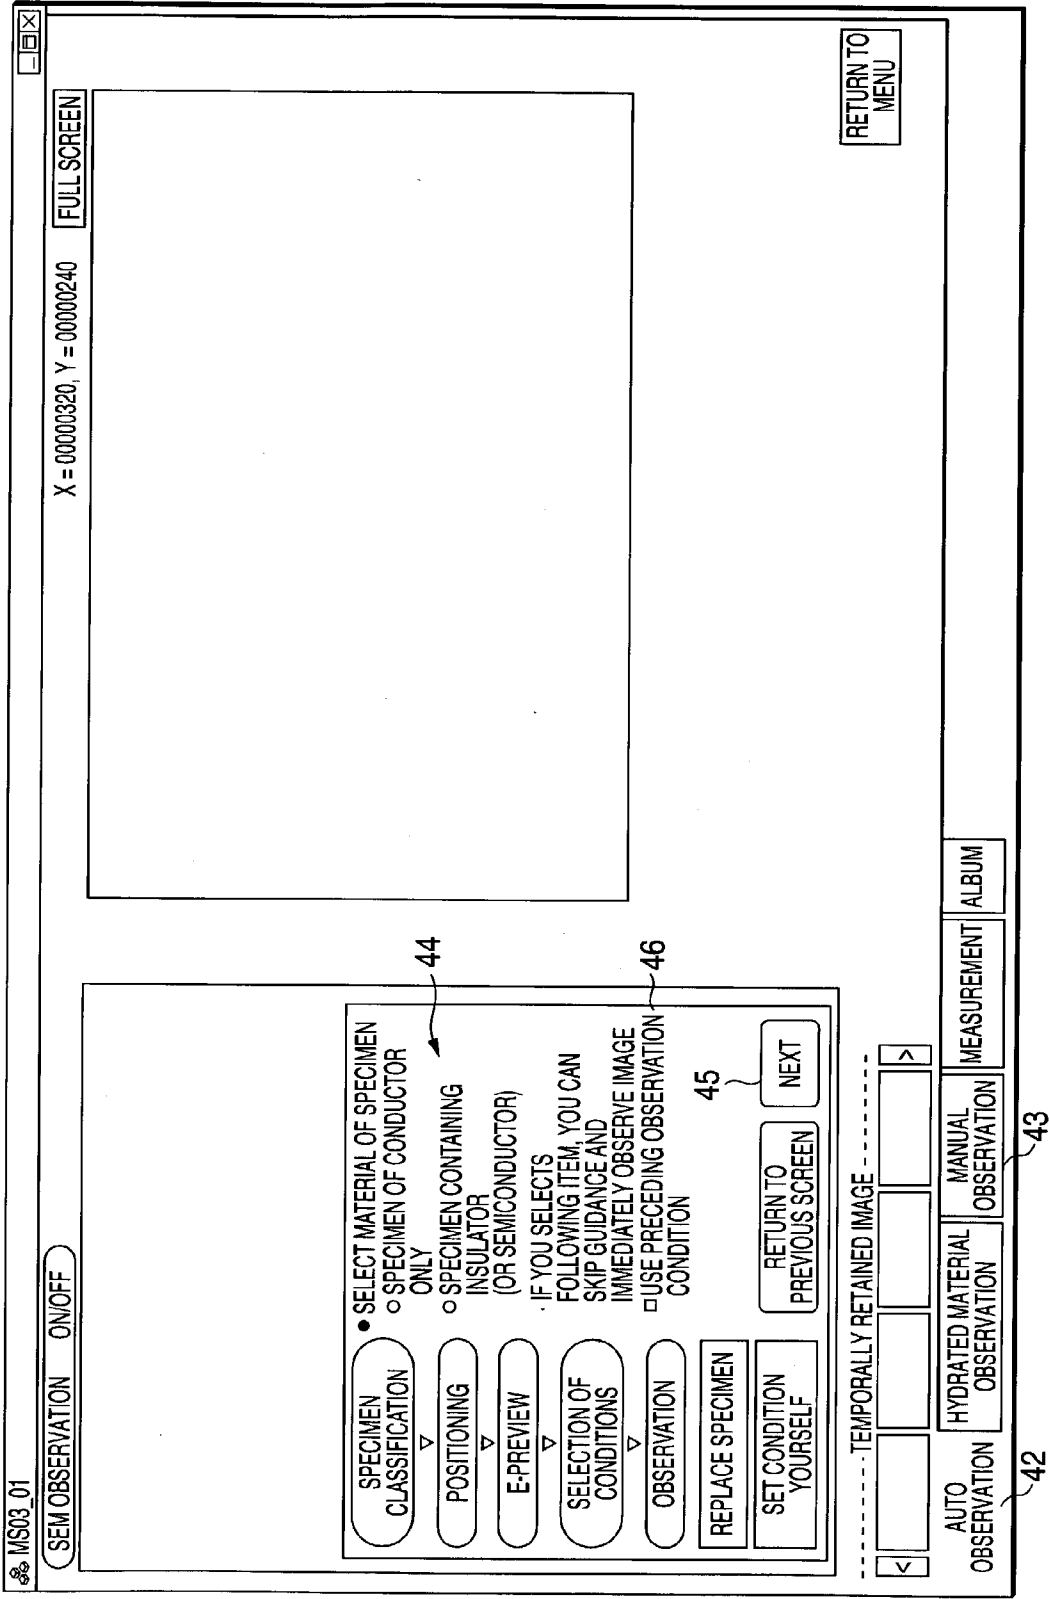 MS03_01
SEM OBSERVATION ON/OFF
X = 00000320, Y = 00000240
FULL SCREEN
SPECIMEN
CLASSIFICATION
POSITIONING
E-PREVIEW
SELECTION OF
CONDITIONS
OBSERVATION
REPLACE SPECIMEN
SET CONDITION
YOURSELF
● SELECT MATERIAL OF SPECIMEN
○ SPECIMEN OF CONDUCTOR
ONLY
○ SPECIMEN CONTAINING
INSULATOR
(OR SEMICONDUCTOR)
IF YOU SELECTS
FOLLOWING ITEM, YOU CAN
SKIP GUIDANCE AND
IMMEDIATELY OBSERVE IMAGE
□ USE PRECEDING OBSERVATION
CONDITION
44
46
45
RETURN TO
PREVIOUS SCREEN
NEXT
RETURN TO
MENU
TEMPORALLY RETAINED IMAGE
<
>
AUTO
OBSERVATION
HYDRATED MATERIAL
OBSERVATION
MANUAL
OBSERVATION
MEASUREMENT
ALBUM
42
43